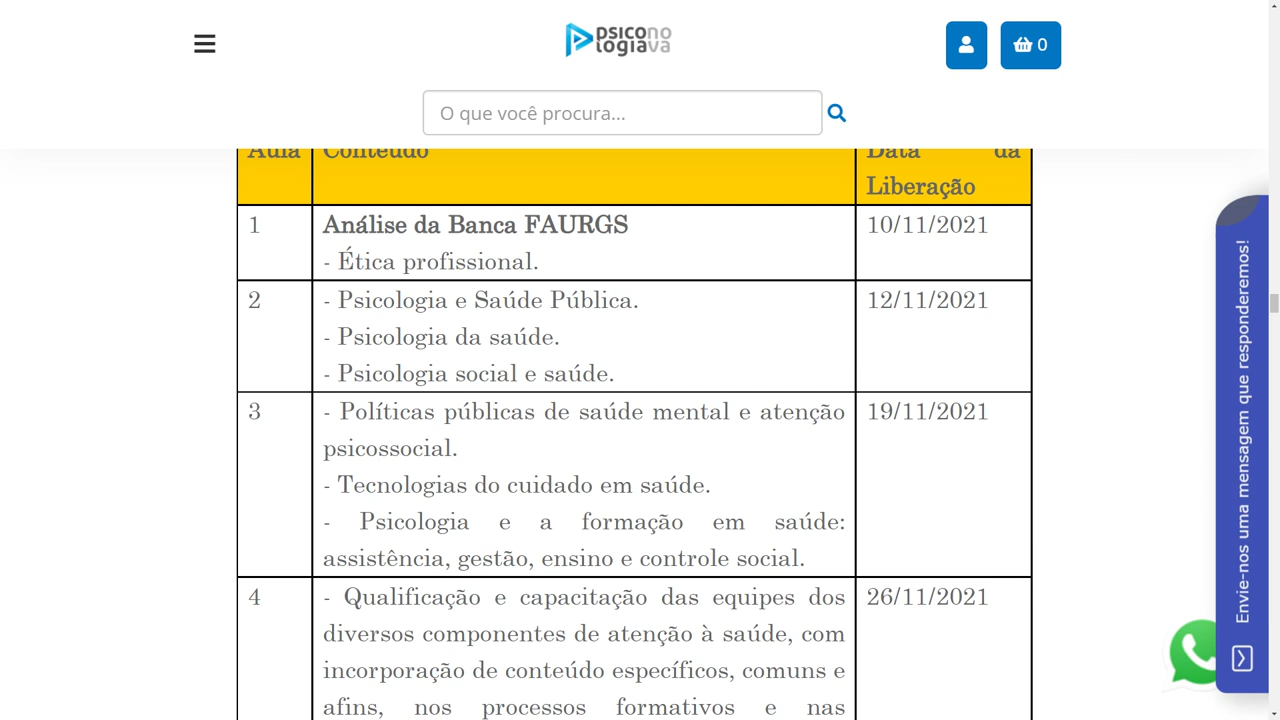 psicono
logiava
0
O que você procura...
Aula Conteúdo Data da
Liberação
1 Análise da Banca FAURGS 10/11/2021
- Ética profissional.
2 - Psicologia e Saúde Pública. 12/11/2021
- Psicologia da saúde.
- Psicologia social e saúde.
3 - Políticas públicas de saúde mental e atenção 19/11/2021
psicossocial.
- Tecnologias do cuidado em saúde.
- Psicologia e a formação em saúde:
assistência, gestão, ensino e controle social.
4 - Qualificação e capacitação das equipes dos 26/11/2021
diversos componentes de atenção à saúde, com
incorporação de conteúdo específicos, comuns e
afins, nos processos formativos e nas
Envie-nos uma mensagem que responderemos!